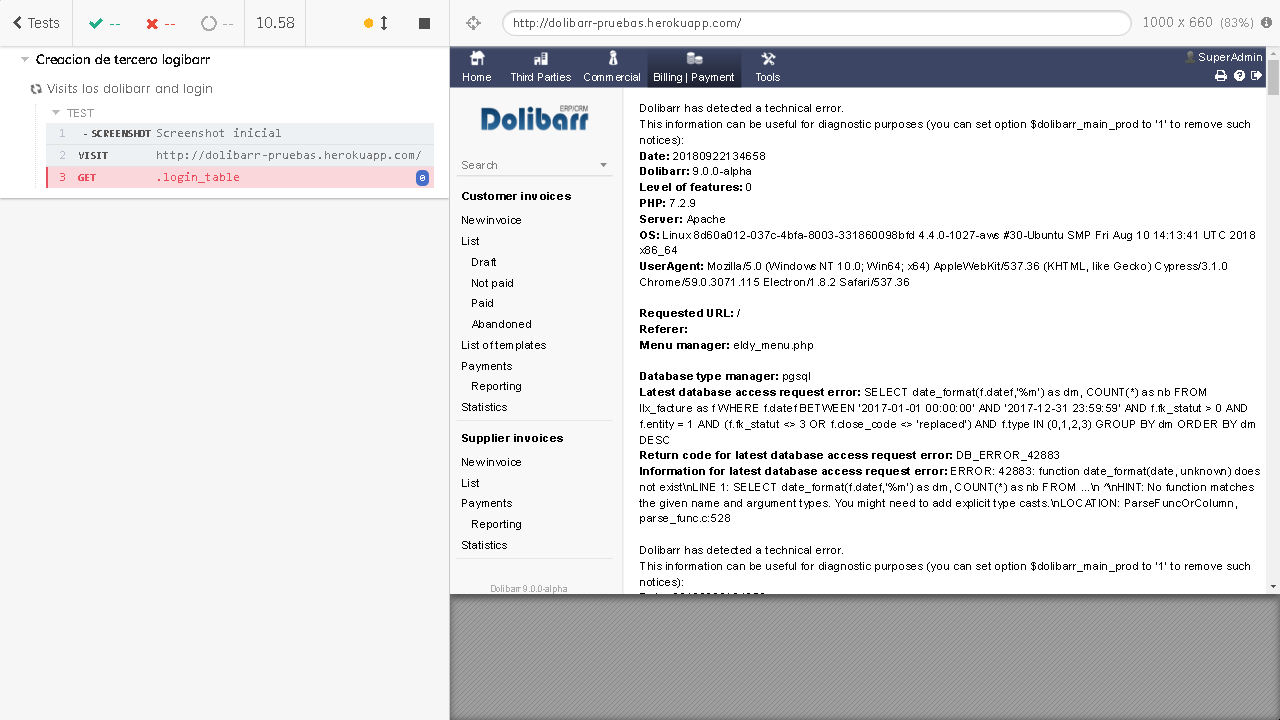 Tests
--
--
--
10.58
http://dolibarr-pruebas.herokuapp.com/
1000 x 660 (83%)
Creacion de tercero logibarr
Visits los dolibarr and login
TEST
1 - SCREENSHOT Screenshot inicial
2 VISIT http://dolibarr-pruebas.herokuapp.com/
3 GET .login_table 0
Home
Third Parties
Commercial
Billing | Payment
Tools
SuperAdmin
Dolibarr ERP/CRM
Search
Customer invoices
New invoice
List
Draft
Not paid
Paid
Abandoned
List of templates
Payments
Reporting
Statistics
Supplier invoices
New invoice
List
Payments
Reporting
Statistics
Dolibarr 9.0.0-alpha
Dolibarr has detected a technical error.
This information can be useful for diagnostic purposes (you can set option $dolibarr_main_prod to '1' to remove such
notices):
Date: 20180922134658
Dolibarr: 9.0.0-alpha
Level of features: 0
PHP: 7.2.9
Server: Apache
OS: Linux 8d60a012-037c-4bfa-8003-331860098bfd 4.4.0-1027-aws #30-Ubuntu SMP Fri Aug 10 14:13:41 UTC 2018
x86_64
UserAgent: Mozilla/5.0 (Windows NT 10.0; Win64; x64) AppleWebKit/537.36 (KHTML, like Gecko) Cypress/3.1.0
Chrome/59.0.3071.115 Electron/1.8.2 Safari/537.36
Requested URL: /
Referer:
Menu manager: eldy_menu.php
Database type manager: pgsql
Latest database access request error: SELECT date_format(f.datef,'%m') as dm, COUNT(*) as nb FROM
llx_facture as f WHERE f.datef BETWEEN '2017-01-01 00:00:00' AND '2017-12-31 23:59:59' AND f.fk_statut > 0 AND
f.entity = 1 AND (f.fk_statut <> 3 OR f.close_code <> 'replaced') AND f.type IN (0,1,2,3) GROUP BY dm ORDER BY dm
DESC
Return code for latest database access request error: DB_ERROR_42883
Information for latest database access request error: ERROR: 42883: function date_format(date, unknown) does
not exist\nLINE 1: SELECT date_format(f.datef,'%m') as dm, COUNT(*) as nb FROM ...\n ^\nHINT: No function matches
the given name and argument types. You might need to add explicit type casts.\nLOCATION: ParseFuncOrColumn,
parse_func.c:528
Dolibarr has detected a technical error.
This information can be useful for diagnostic purposes (you can set option $dolibarr_main_prod to '1' to remove such
notices):